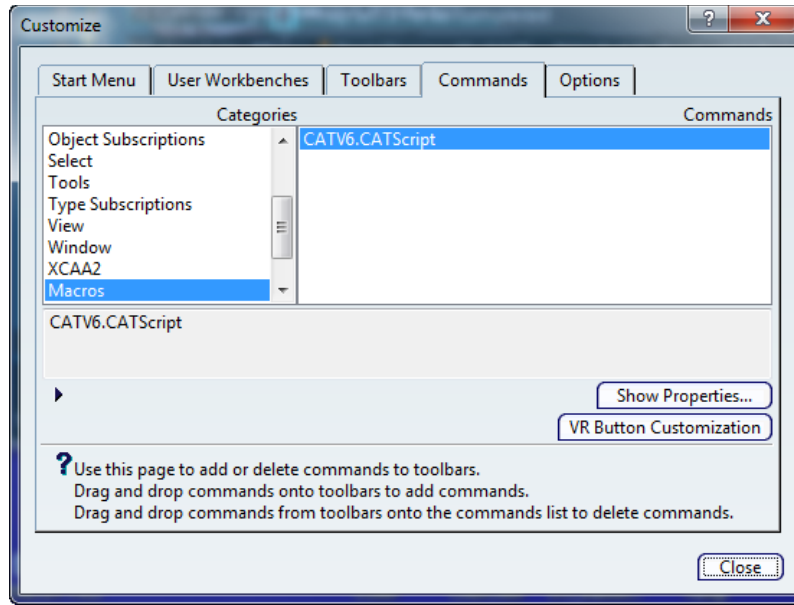 Customize
? X
Start Menu User Workbenches Toolbars Commands Options
Categories Commands
Object Subscriptions
Select
Tools
Type Subscriptions
View
Window
XCAA2
Macros
CATV6.CATScript
CATV6.CATScript
Show Properties...
VR Button Customization
? Use this page to add or delete commands to toolbars.
Drag and drop commands onto toolbars to add commands.
Drag and drop commands from toolbars onto the commands list to delete commands.
Close